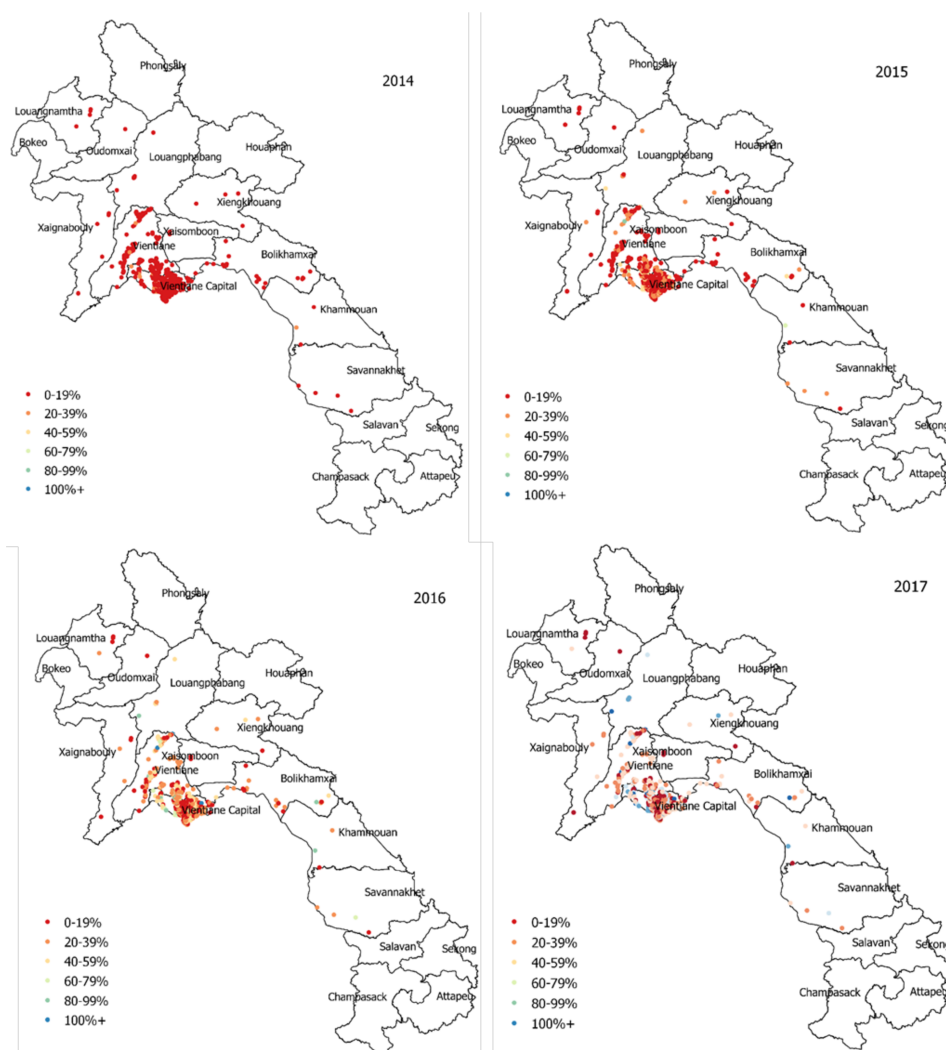 2014
Phongsaly
Louangnamtha
Bokeo
Oudomxai
Houaphan
Louangphabang
Xiengkhouang
Xaignabouly
Xaisomboon
Vientiane
Bolikhamxai
Vientiane Capital
Khammouan
Savannakhet
Salavan
Sekong
Champasack
Attapeu
0-19%
20-39%
40-59%
60-79%
80-99%
100%+
2015
Phongsaly
Louangnamtha
Bokeo
Oudomxai
Houaphan
Louangphabang
Xiengkhouang
Xaignabouly
Xaisomboon
Vientiane
Bolikhamxai
Vientiane Capital
Khammouan
Savannakhet
Salavan
Sekong
Champasack
Attapeu
0-19%
20-39%
40-59%
60-79%
80-99%
100%+
2016
Phongsaly
Louangnamtha
Bokeo
Oudomxai
Houaphan
Louangphabang
Xiengkhouang
Xaignabouly
Xaisomboon
Vientiane
Bolikhamxai
Vientiane Capital
Khammouan
Savannakhet
Salavan
Sekong
Champasack
Attapeu
0-19%
20-39%
40-59%
60-79%
80-99%
100%+
2017
Phongsaly
Louangnamtha
Bokeo
Oudomxai
Houaphan
Louangphabang
Xiengkhouang
Xaignabouly
Xaisomboon
Vientiane
Bolikhamxai
Vientiane Capital
Khammouan
Savannakhet
Salavan
Sekong
Champasack
Attapeu
0-19%
20-39%
40-59%
60-79%
80-99%
100%+